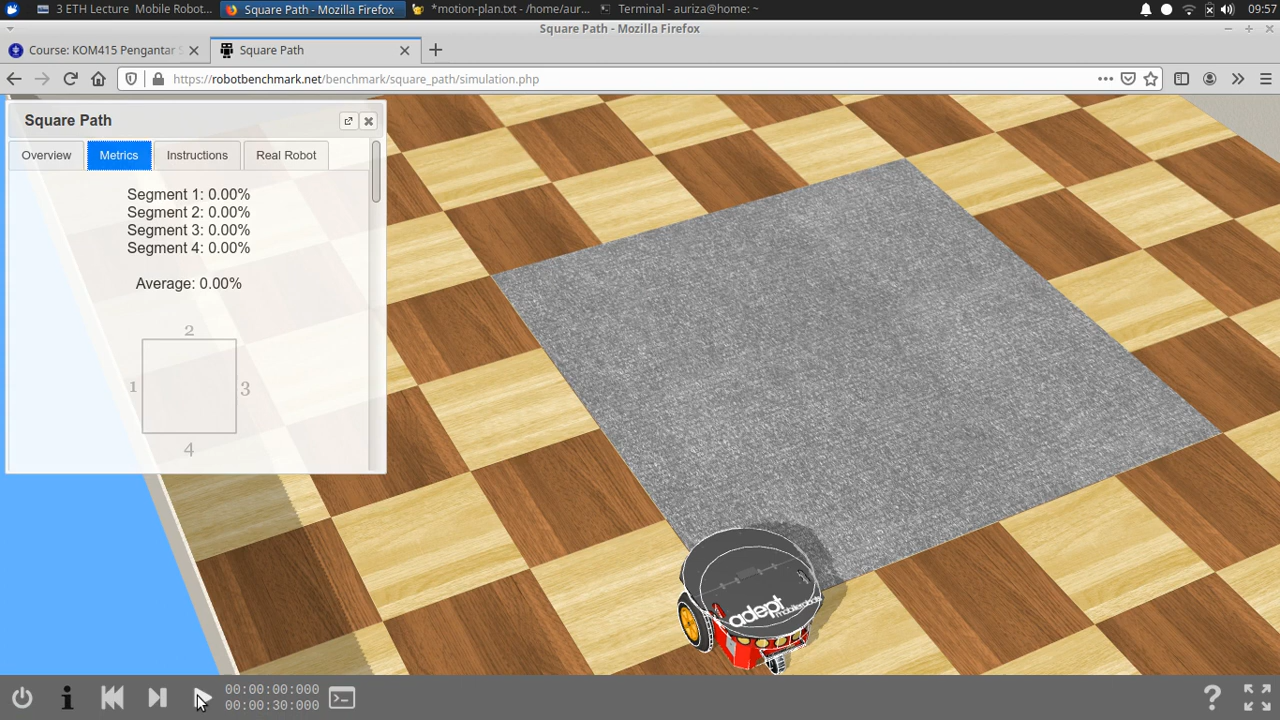 3 ETH Lecture  Mobile Robot...
Square Path - Mozilla Firefox
*motion-plan.txt - /home/aur...
Terminal - auriza@home: ~
09:57
Square Path - Mozilla Firefox
Course: KOM415 Pengantar
Square Path
https://robotbenchmark.net/benchmark/square_path/simulation.php
Square Path
Overview
Metrics
Instructions
Real Robot
Segment 1: 0.00%
Segment 2: 0.00%
Segment 3: 0.00%
Segment 4: 0.00%
Average: 0.00%
2
1
3
4
adept
00:00:00:000
00:00:30:000
?